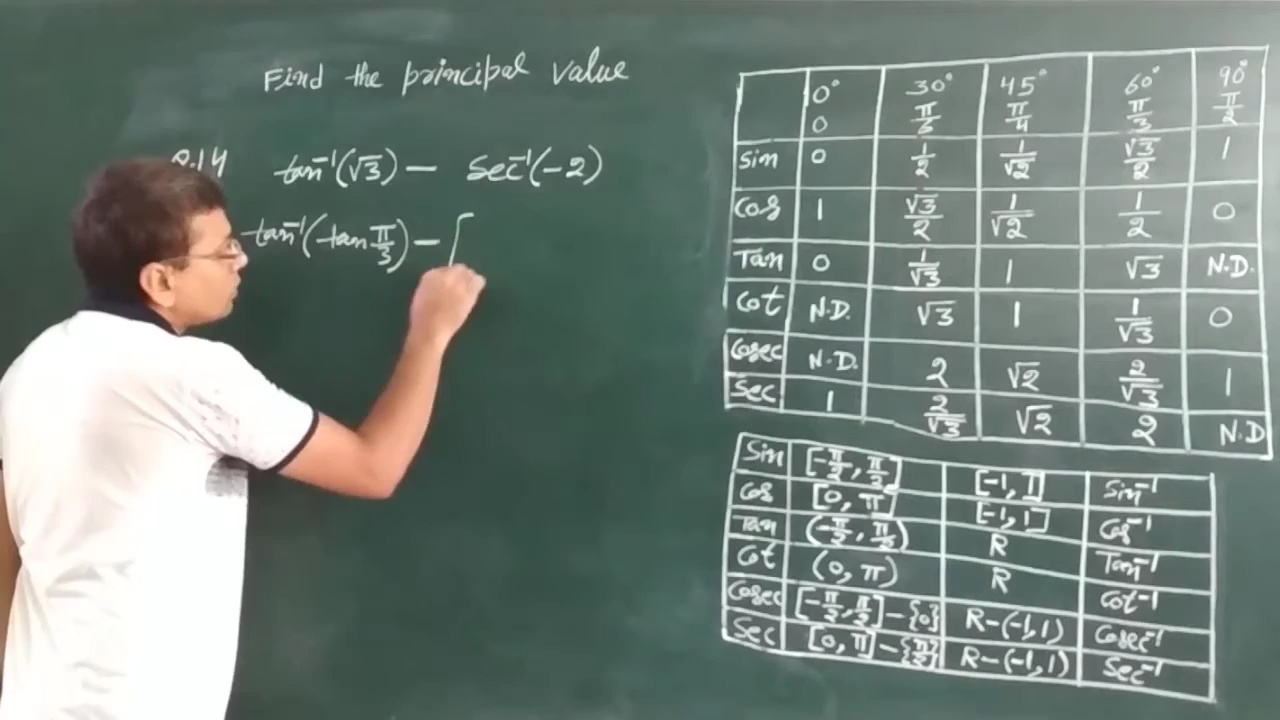 Find the principal value
Q.14 tan⁻¹(√3) − sec⁻¹(−2)
tan⁻¹(tan π/3) − [
0° 30° 45° 60° 90°
0 π/5 π/4 π/3 π/2
Sin 0 1/2 1/√2 √3/2 1
Cos 1 √3/2 1/√2 1/2 0
Tan 0 1/√3 1 √3 N.D.
Cot N.D. √3 1 1/√3 0
Cosec N.D. 2 √2 2/√3 1
Sec 1 2/√3 √2 2 N.D
Sin [-π/2, π/2] [-1, 1] Sin⁻¹
Cos [0, π] [-1, 1] Cos⁻¹
Tan (-π/2, π/2) R Tan⁻¹
Cot (0, π) R Cot⁻¹
Cosec [-π/2, π/2] − {0} R − (-1, 1) Cosec⁻¹
Sec [0, π] − {π/2} R − (-1, 1) Sec⁻¹